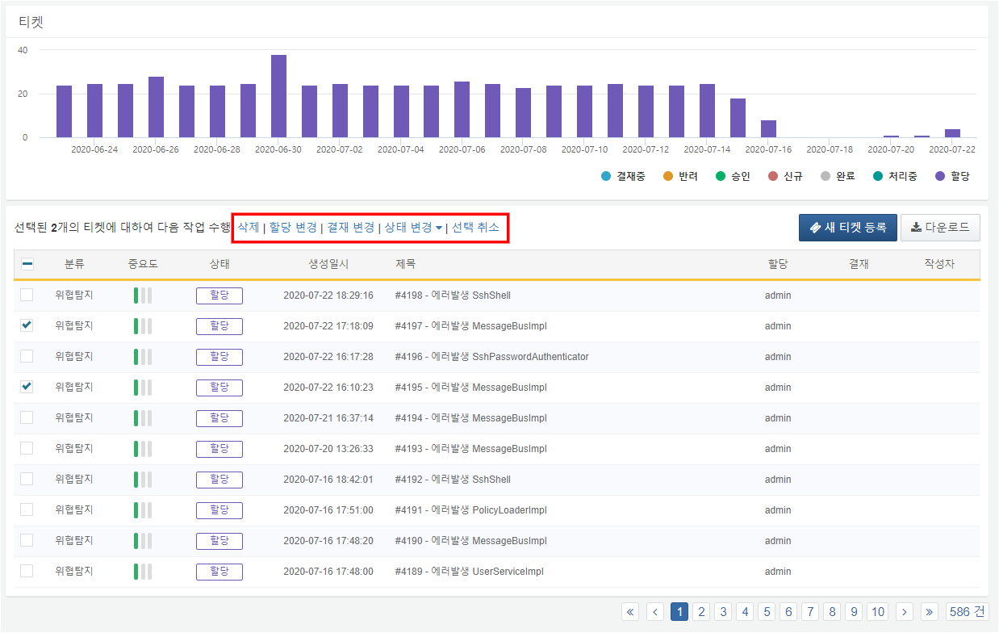 티켓
40
20
0
2020-06-24 2020-06-26 2020-06-28 2020-06-30 2020-07-02 2020-07-04 2020-07-06 2020-07-08 2020-07-10 2020-07-12 2020-07-14 2020-07-16 2020-07-18 2020-07-20 2020-07-22
결재중 반려 승인 신규 완료 처리중 할당
선택된 2개의 티켓에 대하여 다음 작업 수행 삭제 | 할당 변경 | 결재 변경 | 상태 변경 | 선택 취소 새 티켓 등록 다운로드
분류 중요도 상태 생성일시 제목 할당 결재 작성자
위협탐지 할당 2020-07-22 18:29:16 #4198 - 에러발생 SshShell admin
위협탐지 할당 2020-07-22 17:18:09 #4197 - 에러발생 MessageBusImpl admin
위협탐지 할당 2020-07-22 16:17:28 #4196 - 에러발생 SshPasswordAuthenticator admin
위협탐지 할당 2020-07-22 16:10:23 #4195 - 에러발생 MessageBusImpl admin
위협탐지 할당 2020-07-21 16:37:14 #4194 - 에러발생 MessageBusImpl admin
위협탐지 할당 2020-07-20 13:26:33 #4193 - 에러발생 MessageBusImpl admin
위협탐지 할당 2020-07-16 18:42:01 #4192 - 에러발생 SshShell admin
위협탐지 할당 2020-07-16 17:51:00 #4191 - 에러발생 PolicyLoaderImpl admin
위협탐지 할당 2020-07-16 17:48:20 #4190 - 에러발생 MessageBusImpl admin
위협탐지 할당 2020-07-16 17:48:00 #4189 - 에러발생 UserServiceImpl admin
« ‹ 1 2 3 4 5 6 7 8 9 10 › » 586 건